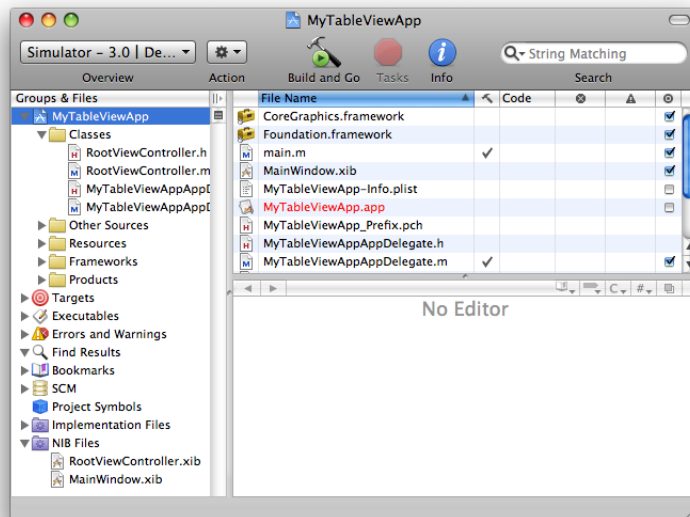 MyTableViewApp
Simulator - 3.0 | De...
Overview
Action
Build and Go
Tasks
Info
String Matching
Search
Groups & Files
MyTableViewApp
Classes
RootViewController.h
RootViewController.m
MyTableViewAppAppD
MyTableViewAppAppD
Other Sources
Resources
Frameworks
Products
Targets
Executables
Errors and Warnings
Find Results
Bookmarks
SCM
Project Symbols
Implementation Files
NIB Files
RootViewController.xib
MainWindow.xib
File Name
Code
CoreGraphics.framework
Foundation.framework
main.m
MainWindow.xib
MyTableViewApp-Info.plist
MyTableViewApp.app
MyTableViewApp_Prefix.pch
MyTableViewAppAppDelegate.h
MyTableViewAppAppDelegate.m
C
#
No Editor